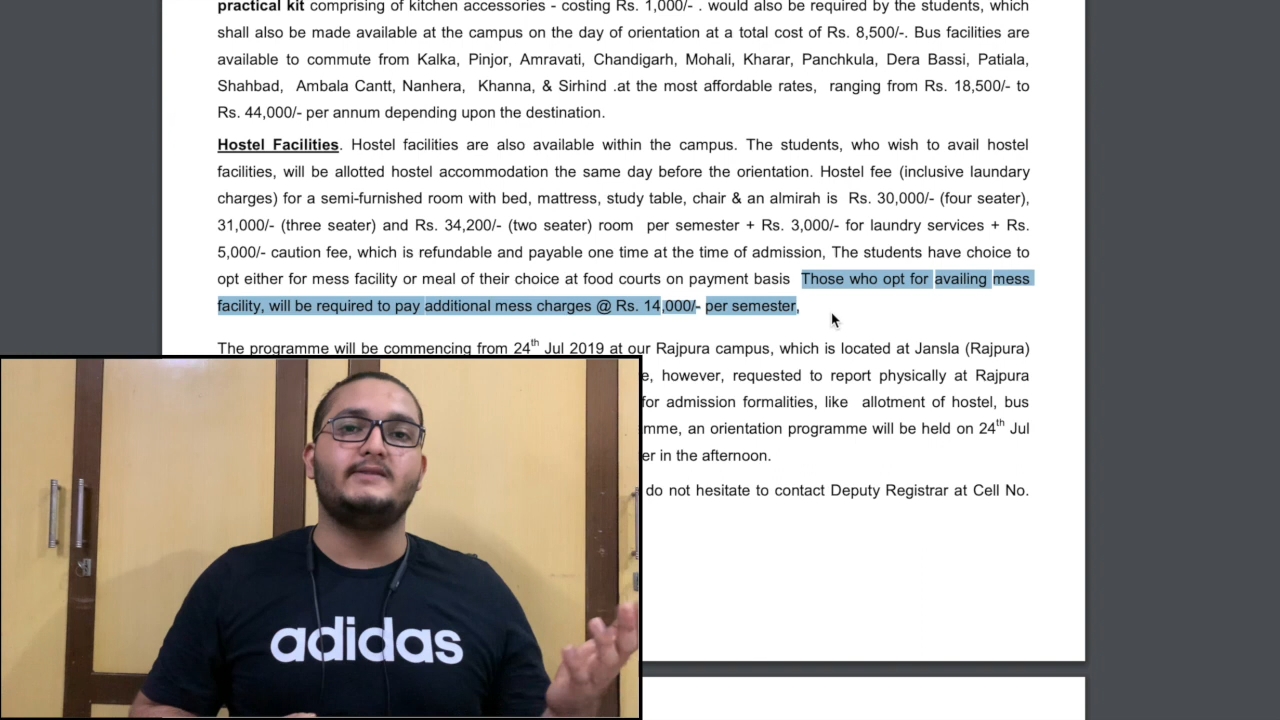 practical kit comprising of kitchen accessories - costing Rs. 1,000/- . would also be required by the students, which
shall also be made available at the campus on the day of orientation at a total cost of Rs. 8,500/-. Bus facilities are
available to commute from Kalka, Pinjor, Amravati, Chandigarh, Mohali, Kharar, Panchkula, Dera Bassi, Patiala,
Shahbad, Ambala Cantt, Nanhera, Khanna, & Sirhind .at the most affordable rates, ranging from Rs. 18,500/- to
Rs. 44,000/- per annum depending upon the destination.
Hostel Facilities. Hostel facilities are also available within the campus. The students, who wish to avail hostel
facilities, will be allotted hostel accommodation the same day before the orientation. Hostel fee (inclusive laundary
charges) for a semi-furnished room with bed, mattress, study table, chair & an almirah is Rs. 30,000/- (four seater),
31,000/- (three seater) and Rs. 34,200/- (two seater) room per semester + Rs. 3,000/- for laundry services + Rs.
5,000/- caution fee, which is refundable and payable one time at the time of admission, The students have choice to
opt either for mess facility or meal of their choice at food courts on payment basis Those who opt for availing mess
facility, will be required to pay additional mess charges @ Rs. 14,000/- per semester,
The programme will be commencing from 24th Jul 2019 at our Rajpura campus, which is located at Jansla (Rajpura)
e, however, requested to report physically at Rajpura
for admission formalities, like allotment of hostel, bus
mme, an orientation programme will be held on 24th Jul
er in the afternoon.
do not hesitate to contact Deputy Registrar at Cell No.
adidas